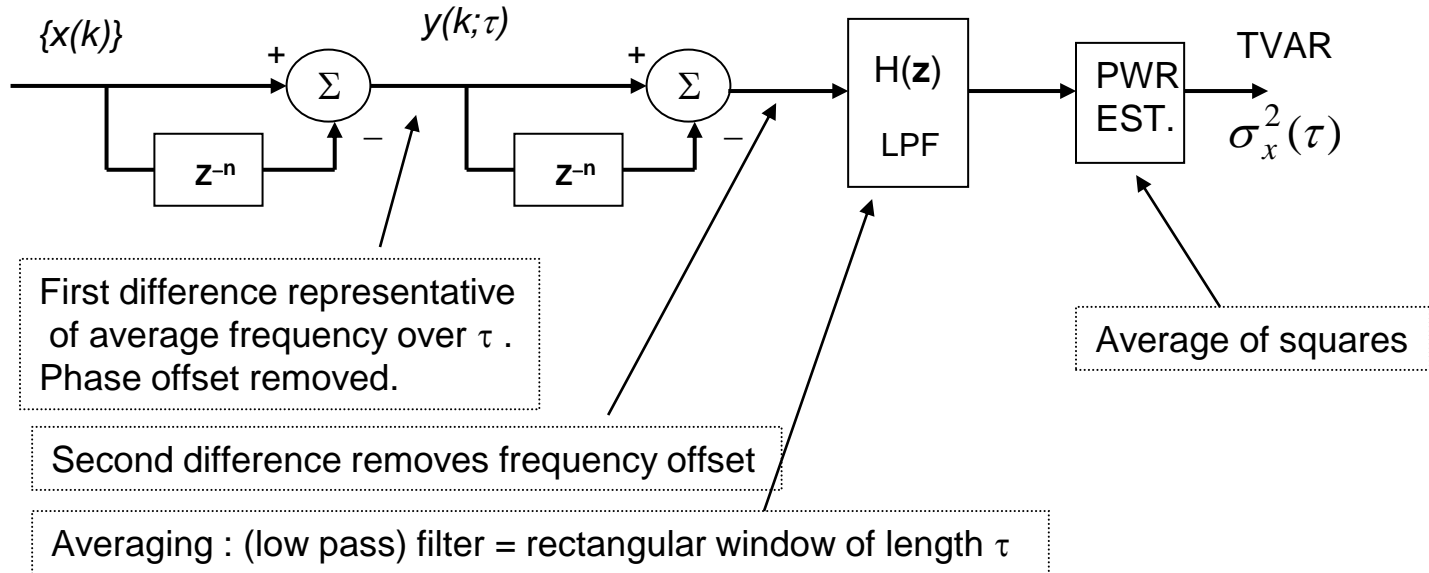 {x(k)}
y(k;τ)
TVAR
+
+
Σ
Σ
H(z)
LPF
PWR
EST.
σ²ₓ(τ)
–
–
z⁻ⁿ
z⁻ⁿ
First difference representative
of average frequency over τ .
Phase offset removed.
Average of squares
Second difference removes frequency offset
Averaging : (low pass) filter = rectangular window of length τ